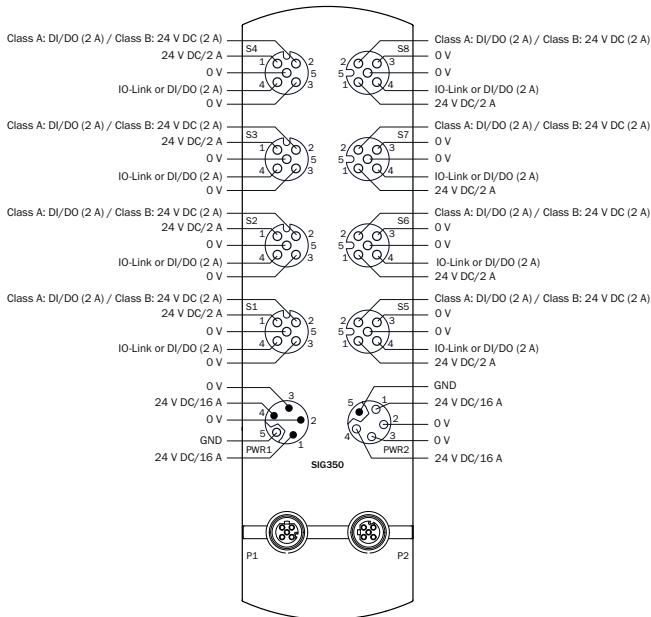 Class A: DI/DO (2 A) / Class B: 24 V DC (2 A)
24 V DC/2 A
0 V
IO-Link or DI/DO (2 A)
0 V
S4
1
2
5
4
3
S8
2
3
5
1
4
Class A: DI/DO (2 A) / Class B: 24 V DC (2 A)
0 V
0 V
IO-Link or DI/DO (2 A)
24 V DC/2 A
Class A: DI/DO (2 A) / Class B: 24 V DC (2 A)
24 V DC/2 A
0 V
IO-Link or DI/DO (2 A)
0 V
S3
1
2
5
4
3
S7
2
3
5
1
4
Class A: DI/DO (2 A) / Class B: 24 V DC (2 A)
0 V
0 V
IO-Link or DI/DO (2 A)
24 V DC/2 A
Class A: DI/DO (2 A) / Class B: 24 V DC (2 A)
24 V DC/2 A
0 V
IO-Link or DI/DO (2 A)
0 V
S2
1
2
5
4
3
S6
2
3
5
1
4
Class A: DI/DO (2 A) / Class B: 24 V DC (2 A)
0 V
0 V
IO-Link or DI/DO (2 A)
24 V DC/2 A
Class A: DI/DO (2 A) / Class B: 24 V DC (2 A)
24 V DC/2 A
0 V
IO-Link or DI/DO (2 A)
0 V
S1
1
2
5
4
3
S5
2
3
5
1
4
Class A: DI/DO (2 A) / Class B: 24 V DC (2 A)
0 V
0 V
IO-Link or DI/DO (2 A)
24 V DC/2 A
0 V
24 V DC/16 A
0 V
GND
24 V DC/16 A
3
4
2
5
1
PWR1
5
1
2
4
3
PWR2
GND
24 V DC/16 A
0 V
0 V
24 V DC/16 A
SIG350
P1
P2